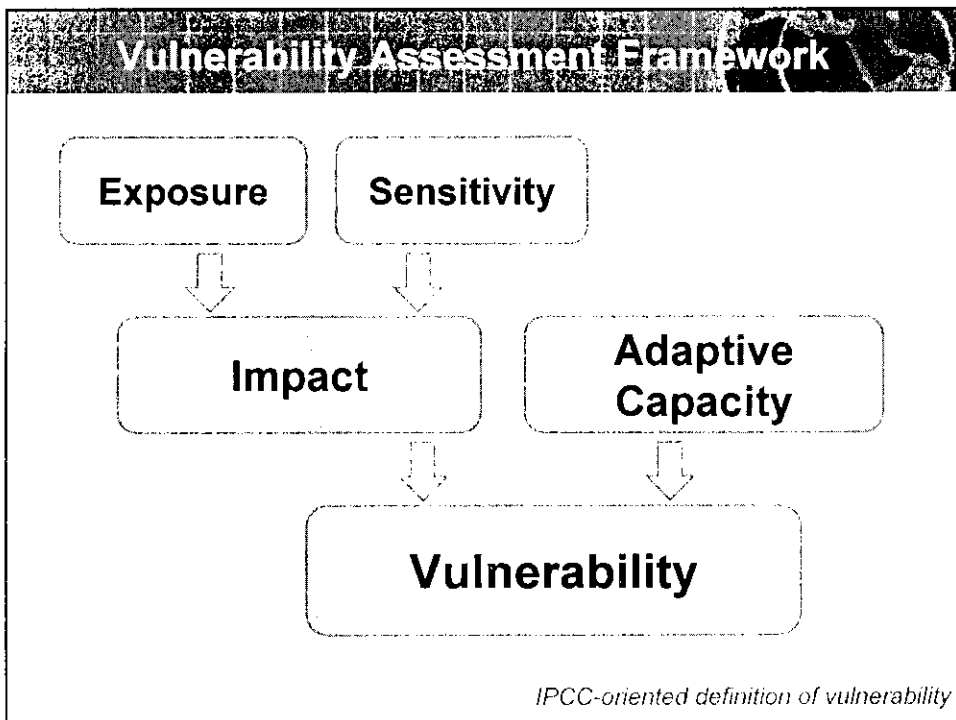 Vulnerability Assessment Framework
Exposure
Sensitivity
Impact
Adaptive
Capacity
Vulnerability
IPCC-oriented definition of vulnerability